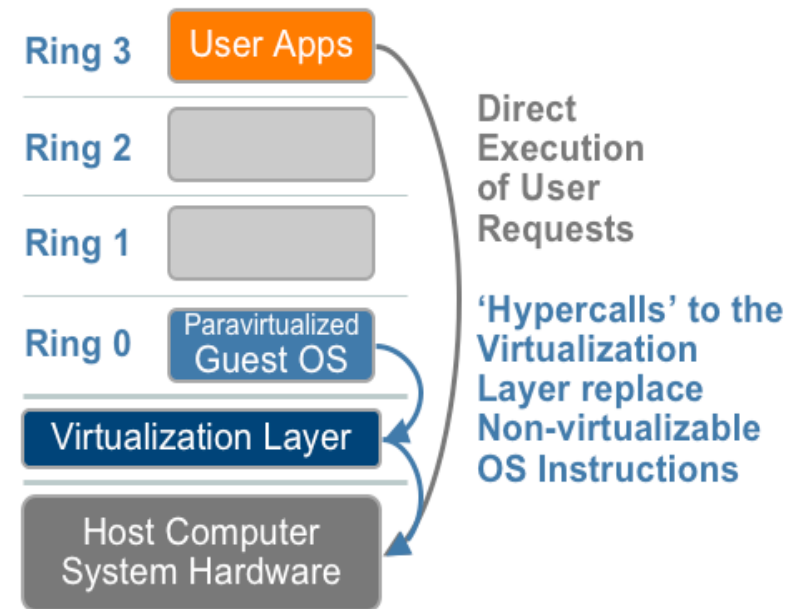 Ring 3
User Apps
Ring 2
Ring 1
Ring 0
Paravirtualized
Guest OS
Virtualization Layer
Host Computer
System Hardware
Direct
Execution
of User
Requests
‘Hypercalls’ to the
Virtualization
Layer replace
Non-virtualizable
OS Instructions